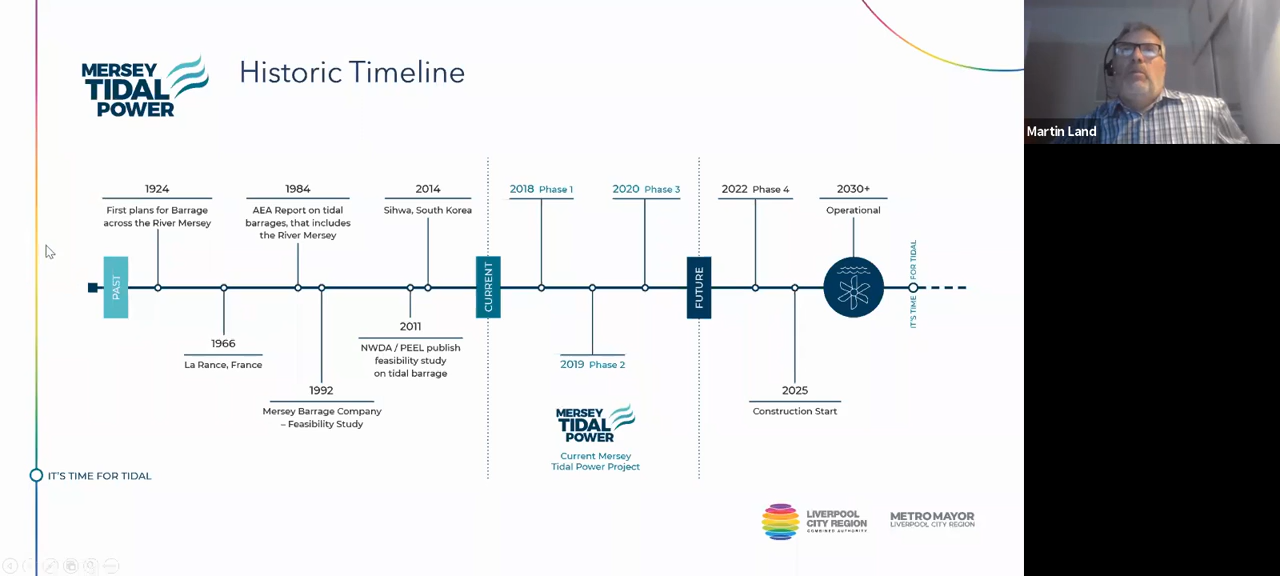 MERSEY
TIDAL
POWER
Historic Timeline
Martin Land
1924
First plans for Barrage
across the River Mersey
1984
AEA Report on tidal
barrages, that includes
the River Mersey
2014
Sihwa, South Korea
2018 Phase 1
2020 Phase 3
2022 Phase 4
2030+
Operational
PAST
CURRENT
FUTURE
IT'S TIME FOR TIDAL
1966
La Rance, France
1992
Mersey Barrage Company
– Feasibility Study
2011
NWDA / PEEL publish
feasibility study
on tidal barrage
2019 Phase 2
2025
Construction Start
MERSEY
TIDAL
POWER
Current Mersey
Tidal Power Project
IT'S TIME FOR TIDAL
LIVERPOOL
CITY REGION
COMBINED AUTHORITY
METRO MAYOR
LIVERPOOL CITY REGION